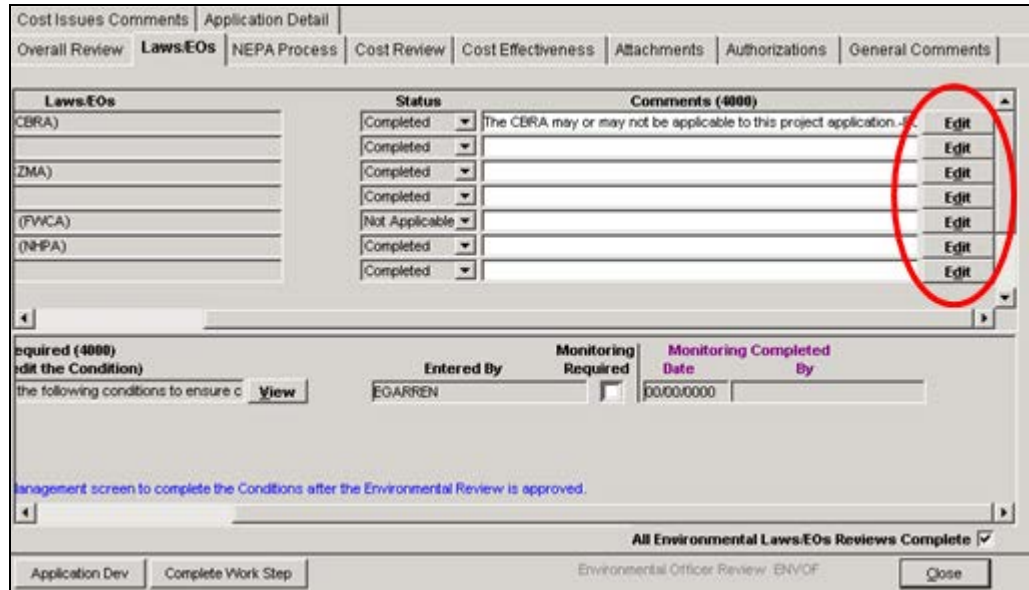 Cost Issues Comments Application Detail
Overall Review Laws/EOs NEPA Process Cost Review Cost Effectiveness Attachments Authorizations General Comments
Laws/EOs Status Comments (4000)
CBRA) Completed The CBRA may or may not be applicable to this project application. Edit
Completed Edit
ZMA) Completed Edit
Completed Edit
(FWCA) Not Applicable Edit
(NHPA) Completed Edit
Completed Edit
equired (4000) Monitoring Monitoring Completed
edit the Condition) Entered By Required Date By
the following conditions to ensure c View EGARREN 00/00/0000
anagement screen to complete the Conditions after the Environmental Review is approved.
All Environmental Laws/EOs Reviews Complete
Application Dev Complete Work Step Environmental Officer Review ENVOF Close